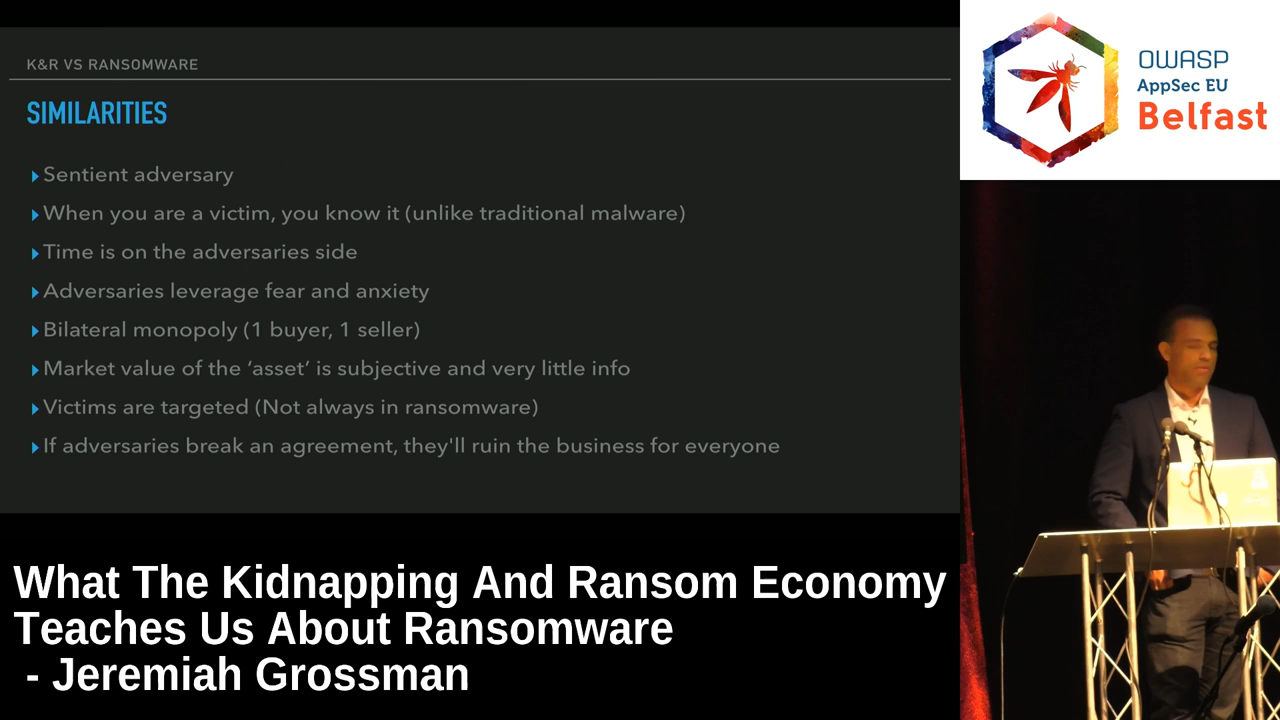 K&R VS RANSOMWARE
SIMILARITIES
Sentient adversary
When you are a victim, you know it (unlike traditional malware)
Time is on the adversaries side
Adversaries leverage fear and anxiety
Bilateral monopoly (1 buyer, 1 seller)
Market value of the ‘asset’ is subjective and very little info
Victims are targeted (Not always in ransomware)
If adversaries break an agreement, they'll ruin the business for everyone
OWASP
AppSec EU
Belfast
What The Kidnapping And Ransom Economy
Teaches Us About Ransomware
- Jeremiah Grossman